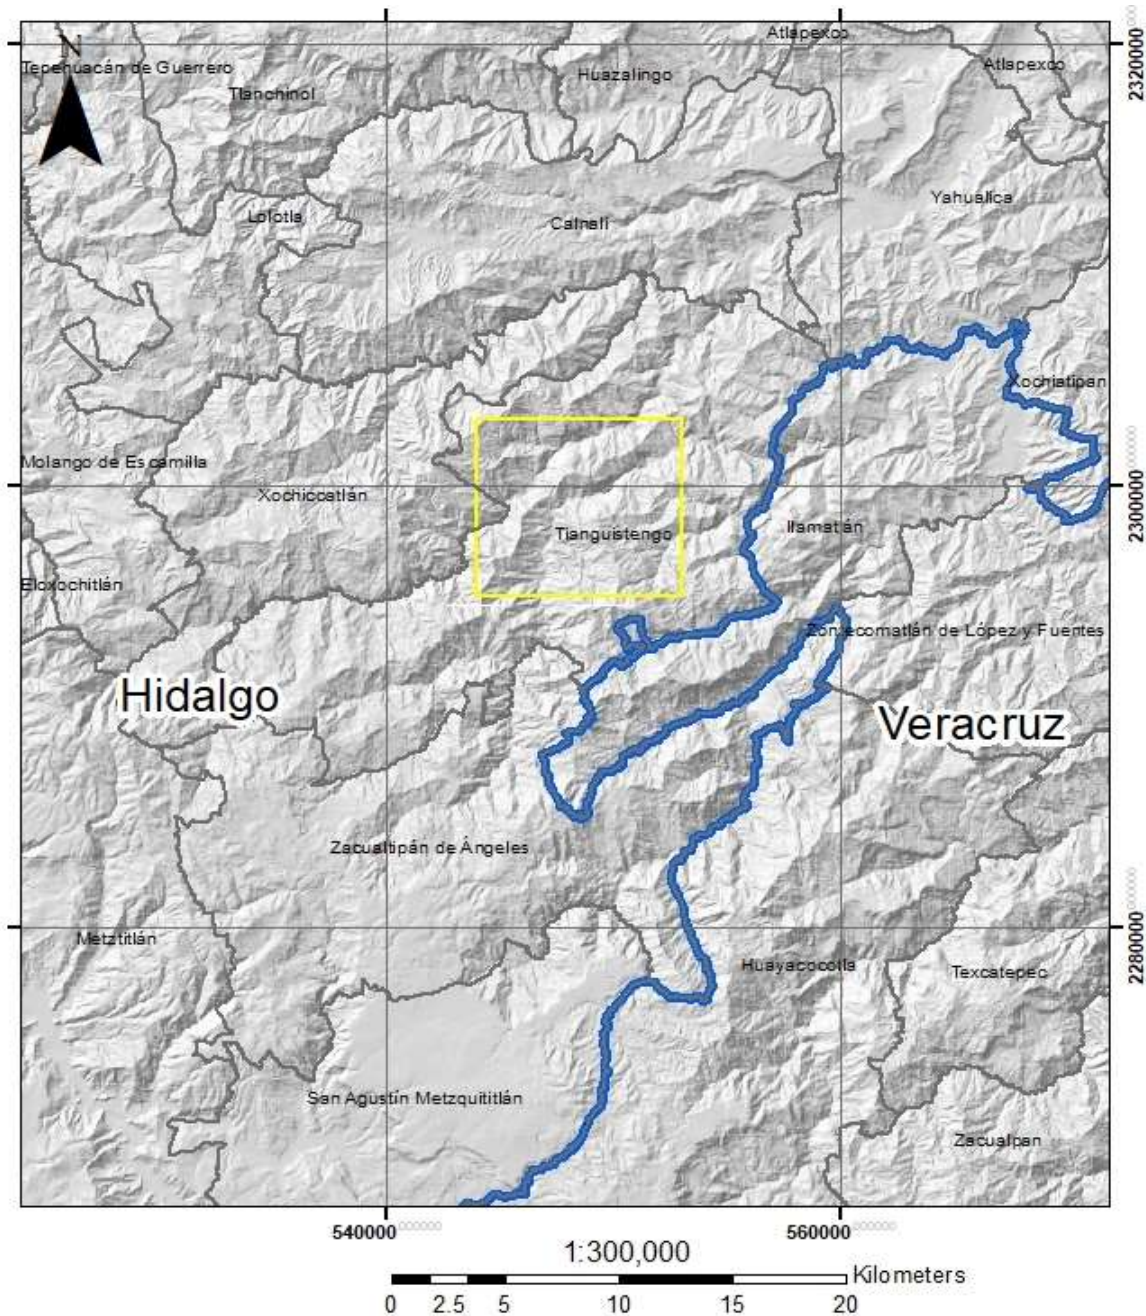 Atlapexco
2320000
N
Tepehuacán de Guerrero
Huazalingo
Atlapexco
Tlanchinol
Yahualica
Lolotla
Calnali
Xochiatipan
Molango de Escamilla
Xochicoatlán
2300000
Tianguistengo
Ilamatlán
Eloxochitlán
Zontecomatlán de López y Fuentes
Hidalgo
Veracruz
Zacualtipán de Ángeles
2280000
Metztitlán
Huayacocotla
Texcatepec
San Agustín Metzquititlán
Zacualpan
540000
560000
1:300,000
Kilometers
0 2.5 5 10 15 20